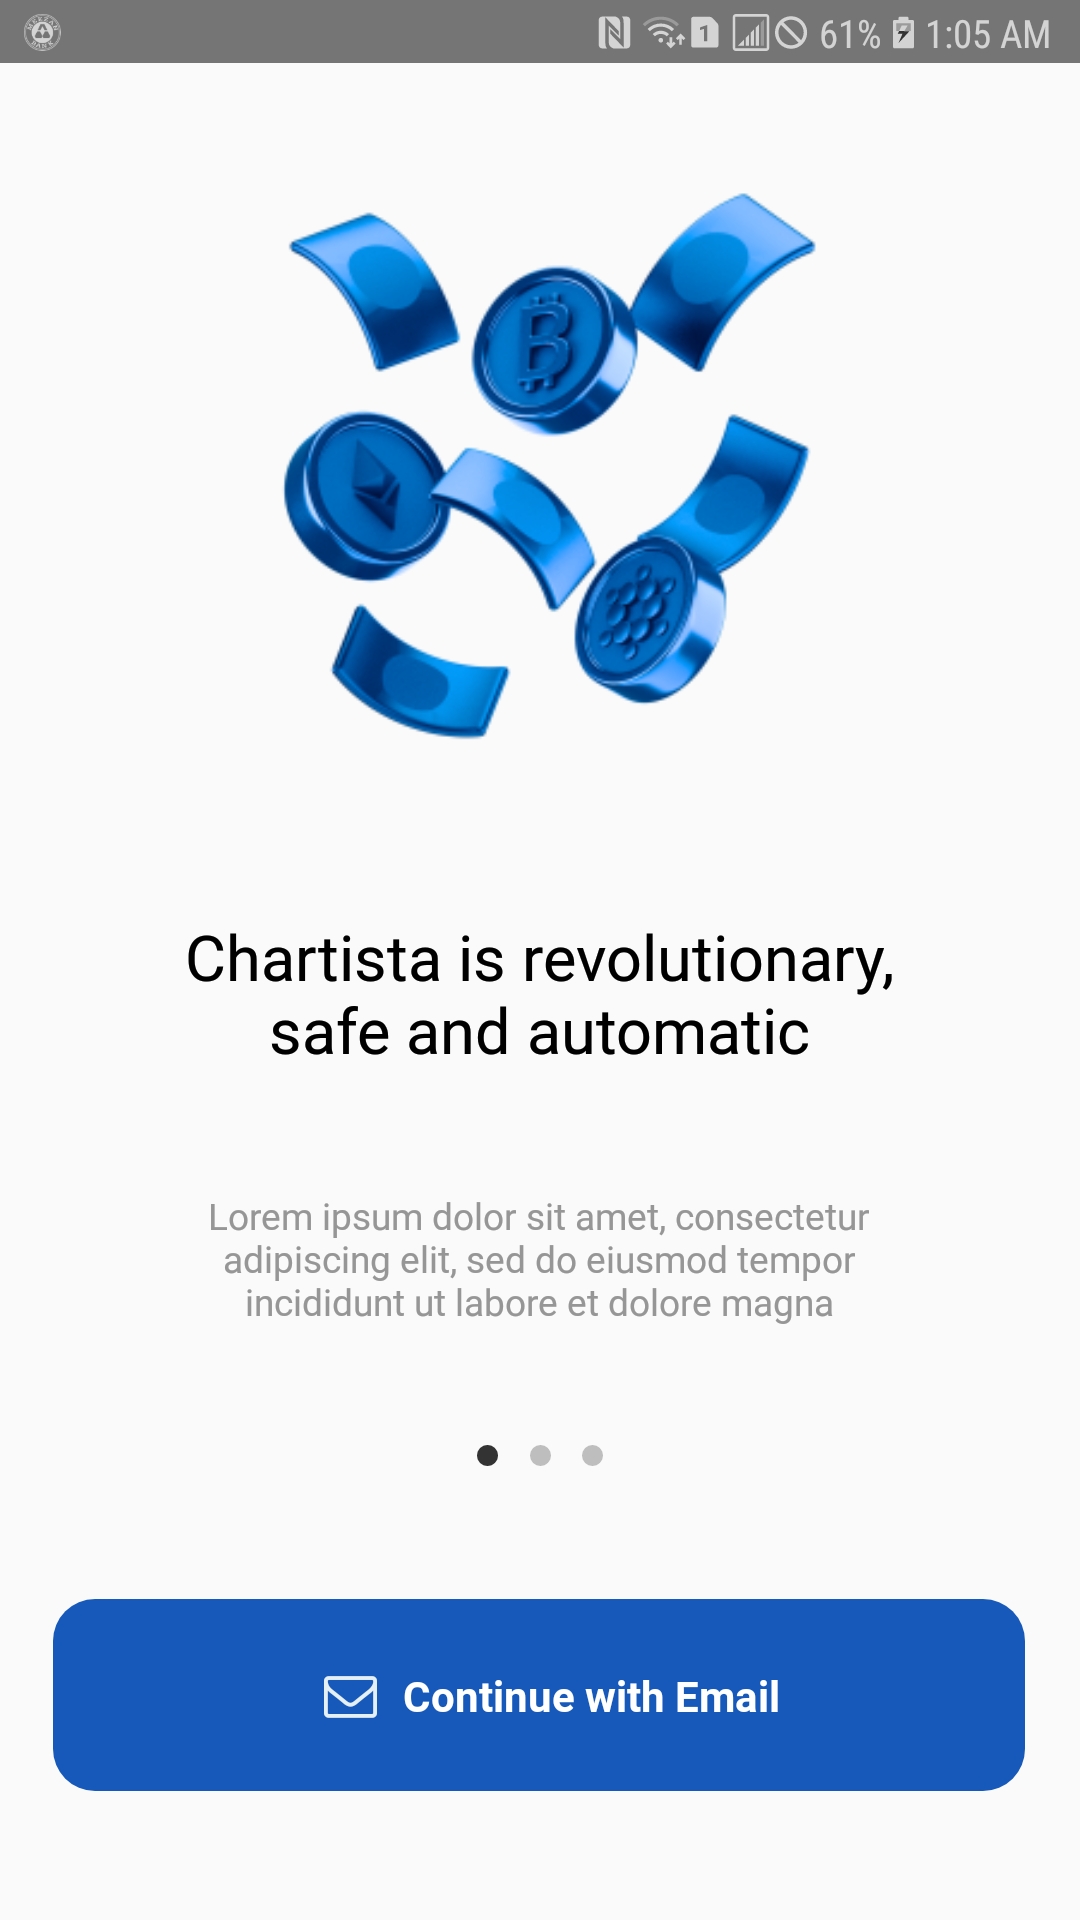 1 61% 1:05 AM
B
Chartista is revolutionary,
safe and automatic
Lorem ipsum dolor sit amet, consectetur
adipiscing elit, sed do eiusmod tempor
incididunt ut labore et dolore magna
Continue with Email